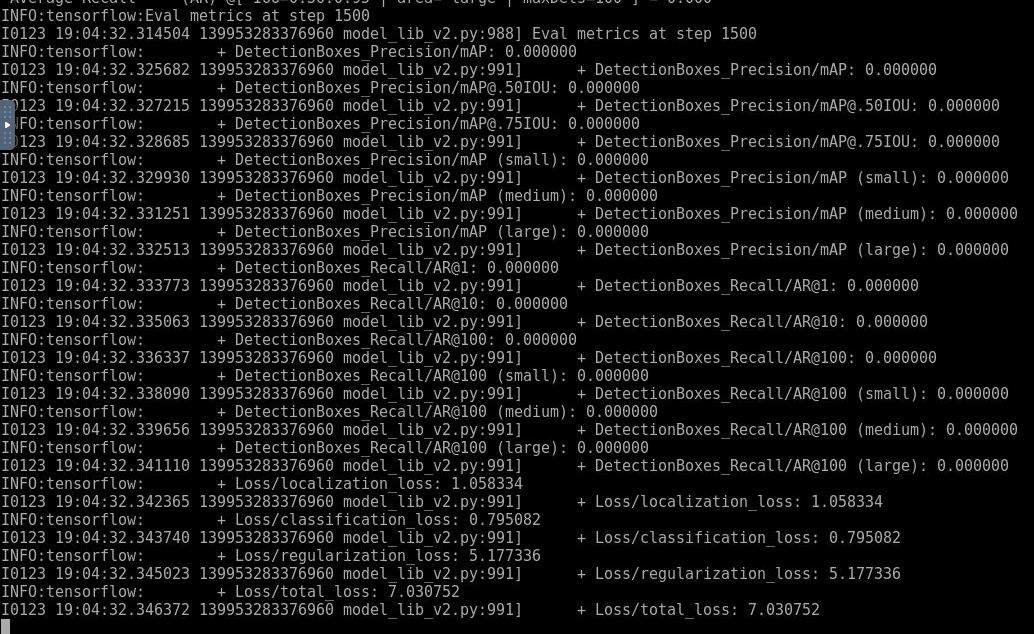 INFO:tensorflow:Eval metrics at step 1500
I0123 19:04:32.314504 139953283376960 model_lib_v2.py:988] Eval metrics at step 1500
INFO:tensorflow:        + DetectionBoxes_Precision/mAP: 0.000000
I0123 19:04:32.325682 139953283376960 model_lib_v2.py:991]      + DetectionBoxes_Precision/mAP: 0.000000
INFO:tensorflow:        + DetectionBoxes_Precision/mAP@.50IOU: 0.000000
0123 19:04:32.327215 139953283376960 model_lib_v2.py:991]      + DetectionBoxes_Precision/mAP@.50IOU: 0.000000
NFO:tensorflow:        + DetectionBoxes_Precision/mAP@.75IOU: 0.000000
0123 19:04:32.328685 139953283376960 model_lib_v2.py:991]      + DetectionBoxes_Precision/mAP@.75IOU: 0.000000
INFO:tensorflow:        + DetectionBoxes_Precision/mAP (small): 0.000000
I0123 19:04:32.329930 139953283376960 model_lib_v2.py:991]      + DetectionBoxes_Precision/mAP (small): 0.000000
INFO:tensorflow:        + DetectionBoxes_Precision/mAP (medium): 0.000000
I0123 19:04:32.331251 139953283376960 model_lib_v2.py:991]      + DetectionBoxes_Precision/mAP (medium): 0.000000
INFO:tensorflow:        + DetectionBoxes_Precision/mAP (large): 0.000000
I0123 19:04:32.332513 139953283376960 model_lib_v2.py:991]      + DetectionBoxes_Precision/mAP (large): 0.000000
INFO:tensorflow:        + DetectionBoxes_Recall/AR@1: 0.000000
I0123 19:04:32.333773 139953283376960 model_lib_v2.py:991]      + DetectionBoxes_Recall/AR@1: 0.000000
INFO:tensorflow:        + DetectionBoxes_Recall/AR@10: 0.000000
I0123 19:04:32.335063 139953283376960 model_lib_v2.py:991]      + DetectionBoxes_Recall/AR@10: 0.000000
INFO:tensorflow:        + DetectionBoxes_Recall/AR@100: 0.000000
I0123 19:04:32.336337 139953283376960 model_lib_v2.py:991]      + DetectionBoxes_Recall/AR@100: 0.000000
INFO:tensorflow:        + DetectionBoxes_Recall/AR@100 (small): 0.000000
I0123 19:04:32.338090 139953283376960 model_lib_v2.py:991]      + DetectionBoxes_Recall/AR@100 (small): 0.000000
INFO:tensorflow:        + DetectionBoxes_Recall/AR@100 (medium): 0.000000
I0123 19:04:32.339656 139953283376960 model_lib_v2.py:991]      + DetectionBoxes_Recall/AR@100 (medium): 0.000000
INFO:tensorflow:        + DetectionBoxes_Recall/AR@100 (large): 0.000000
I0123 19:04:32.341110 139953283376960 model_lib_v2.py:991]      + DetectionBoxes_Recall/AR@100 (large): 0.000000
INFO:tensorflow:        + Loss/localization_loss: 1.058334
I0123 19:04:32.342365 139953283376960 model_lib_v2.py:991]      + Loss/localization_loss: 1.058334
INFO:tensorflow:        + Loss/classification_loss: 0.795082
I0123 19:04:32.343740 139953283376960 model_lib_v2.py:991]      + Loss/classification_loss: 0.795082
INFO:tensorflow:        + Loss/regularization_loss: 5.177336
I0123 19:04:32.345023 139953283376960 model_lib_v2.py:991]      + Loss/regularization_loss: 5.177336
INFO:tensorflow:        + Loss/total_loss: 7.030752
I0123 19:04:32.346372 139953283376960 model_lib_v2.py:991]      + Loss/total_loss: 7.030752